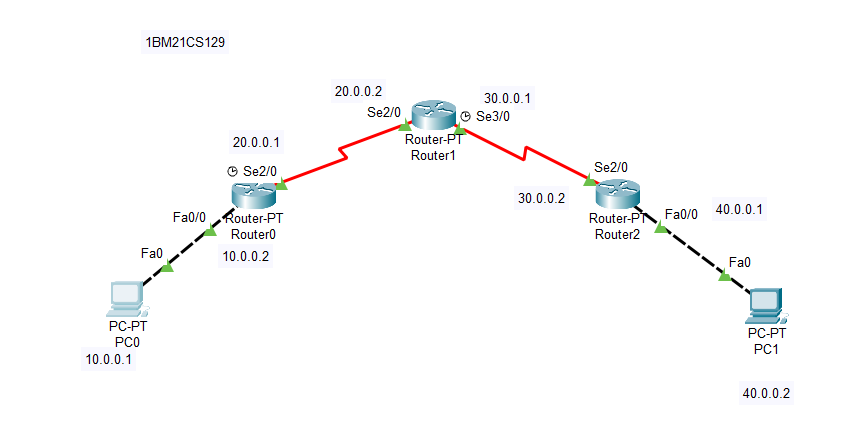 1BM21CS129
20.0.0.2
30.0.0.1
Se2/0
Se3/0
Router-PT
Router1
20.0.0.1
Se2/0
Se2/0
30.0.0.2
Router-PT
Router0
Router-PT
Router2
Fa0/0
Fa0/0
40.0.0.1
Fa0
10.0.0.2
Fa0
PC-PT
PC0
10.0.0.1
PC-PT
PC1
40.0.0.2